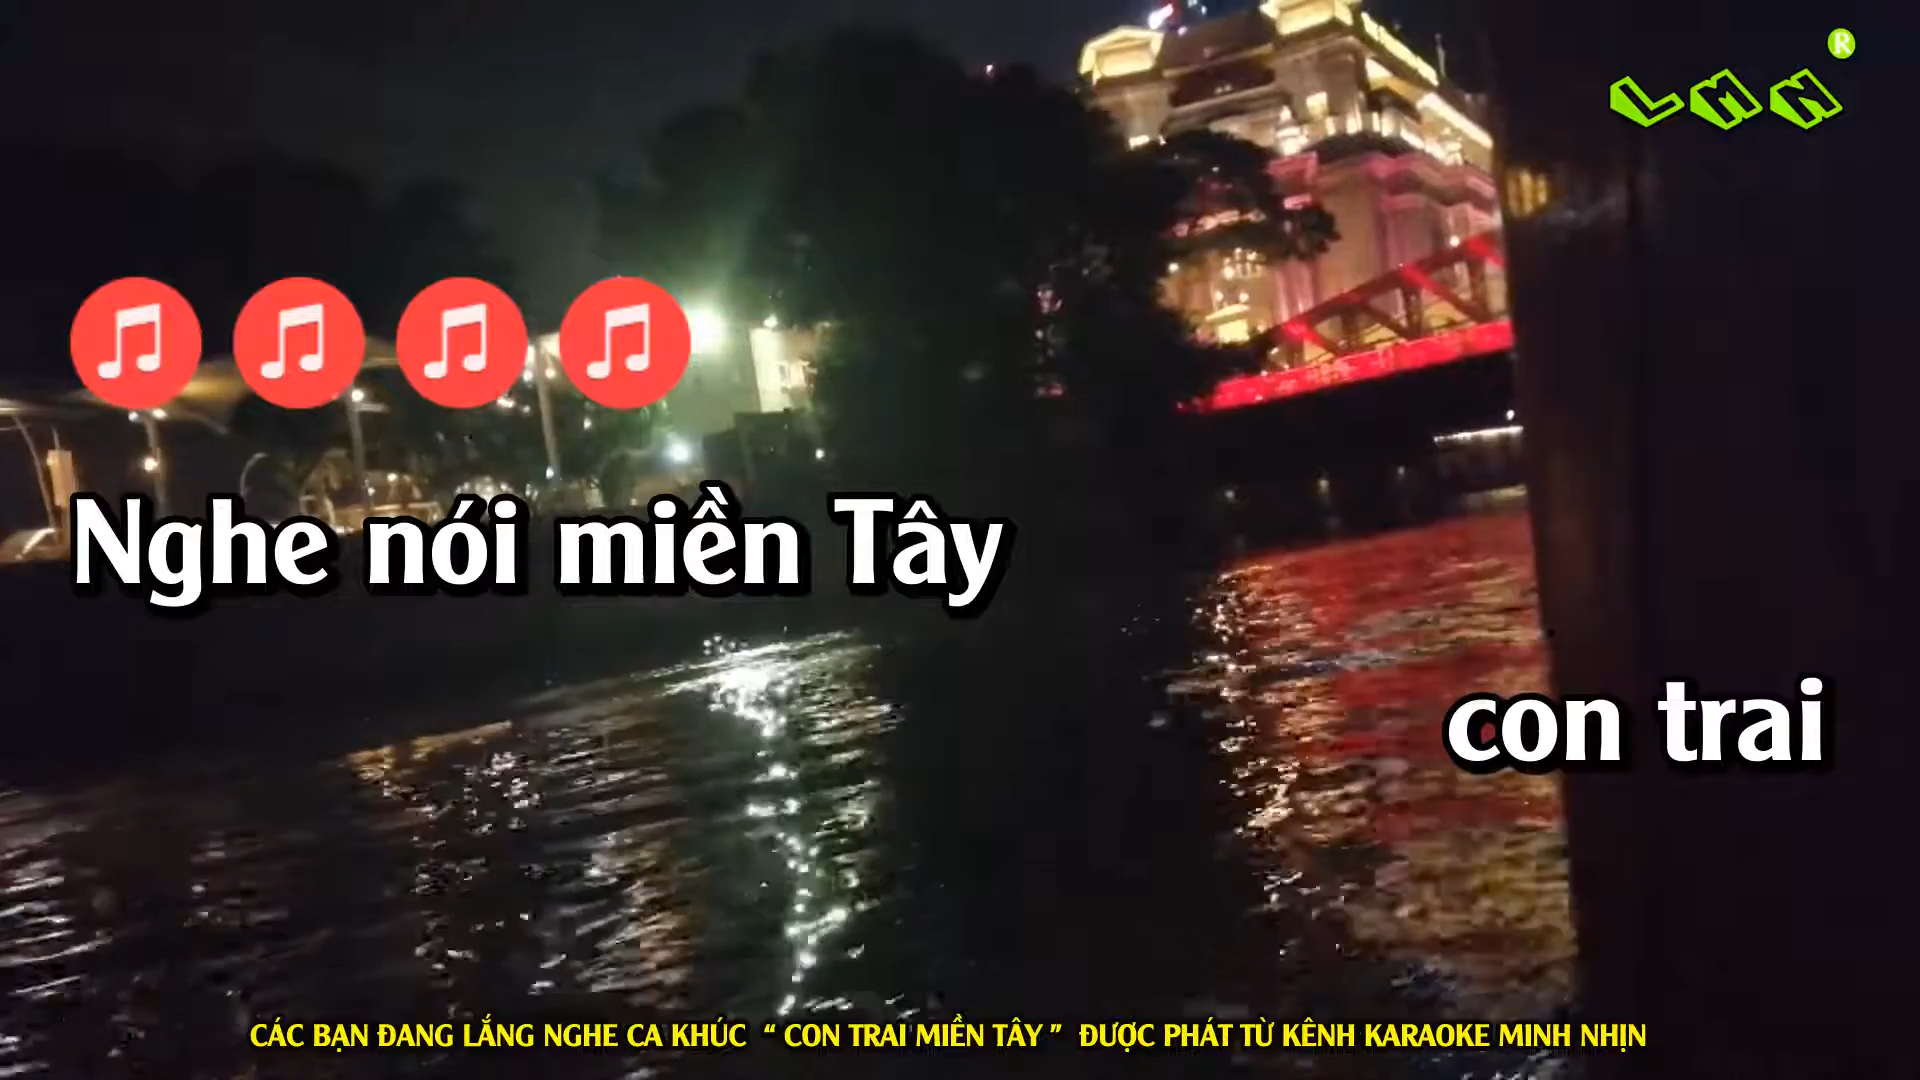 LMN
®
Nghe nói miền Tây
con trai
CÁC BẠN ĐANG LẮNG NGHE CA KHÚC “ CON TRAI MIỀN TÂY ” ĐƯỢC PHÁT TỪ KÊNH KARAOKE MINH NHỊN